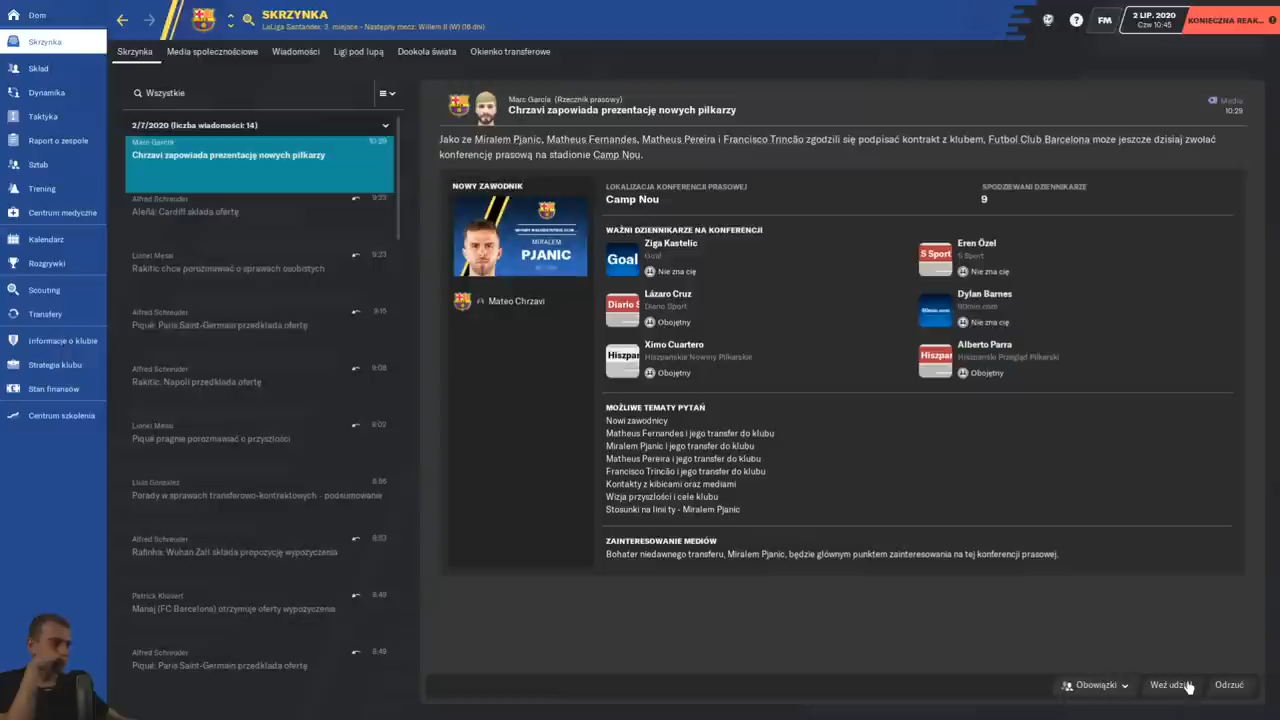 Dom
Skrzynka
Skład
Dynamika
Taktyka
Raport o zespole
Sztab
Trening
Centrum medyczne
Kalendarz
Rozgrywki
Scouting
Transfery
Informacje o klubie
Strategia klubu
Stan finansów
Centrum szkolenia
SKRZYNKA
LaLiga Santander: 3. miejsce - Następny mecz: Willem II (W) (16 dni)
FM
2 LIP. 2020
Czw 10:45
KONIECZNA REAK...
Skrzynka
Media społecznościowe
Wiadomości
Ligi pod lupą
Dookoła świata
Okienko transferowe
Wszystkie
2/7/2020 (liczba wiadomości: 14)
Marc García 10:29
Chrzavi zapowiada prezentację nowych piłkarzy
Alfred Schreuder 9:23
Aleñá: Cardiff składa ofertę
Lionel Messi 9:23
Rakitic chce porozmawiać o sprawach osobistych
Alfred Schreuder 9:15
Piqué: Paris Saint-Germain przedkłada ofertę
Alfred Schreuder 9:08
Rakitic: Napoli przedkłada ofertę
Lionel Messi 9:02
Piqué pragnie porozmawiać o przyszłości
Lluis González 8:56
Porady w sprawach transferowo-kontraktowych - podsumowanie
Alfred Schreuder 8:53
Rafinha: Wuhan Zall składa propozycję wypożyczenia
Patrick Kluivert 8:49
Manaj (FC Barcelona) otrzymuje oferty wypożyczenia
Alfred Schreuder 8:49
Piqué: Paris Saint-Germain przedkłada ofertę
Marc García (Rzecznik prasowy)
Chrzavi zapowiada prezentację nowych piłkarzy
Media
10:29
Jako że Miralem Pjanic, Matheus Fernandes, Matheus Pereira i Francisco Trincão zgodzili się podpisać kontrakt z klubem, Futbol Club Barcelona może jeszcze dzisiaj zwołać
konferencję prasową na stadionie Camp Nou.
NOWY ZAWODNIK
MIRALEM
PJANIC
Mateo Chrzavi
LOKALIZACJA KONFERENCJI PRASOWEJ
Camp Nou
SPODZIEWANI DZIENNIKARZE
9
WAŻNI DZIENNIKARZE NA KONFERENCJI
Goal
Ziga Kastelic
Goal
Nie zna cię
S Sport
Eren Özel
S Sport
Nie zna cię
Diario S
Lázaro Cruz
Diario Sport
Obojętny
90min.com
Dylan Barnes
90min.com
Nie zna cię
Hiszpar
Ximo Cuartero
Hiszpańskie Nowiny Piłkarskie
Obojętny
Hiszpar
Alberto Parra
Hiszpański Przegląd Piłkarski
Obojętny
MOŻLIWE TEMATY PYTAŃ
Nowi zawodnicy
Matheus Fernandes i jego transfer do klubu
Miralem Pjanic i jego transfer do klubu
Matheus Pereira i jego transfer do klubu
Francisco Trincão i jego transfer do klubu
Kontakty z kibicami oraz mediami
Wizja przyszłości i cele klubu
Stosunki na linii ty - Miralem Pjanic
ZAINTERESOWANIE MEDIÓW
Bohater niedawnego transferu, Miralem Pjanic, będzie głównym punktem zainteresowania na tej konferencji prasowej.
Obowiązki
Weź udział
Odrzuć